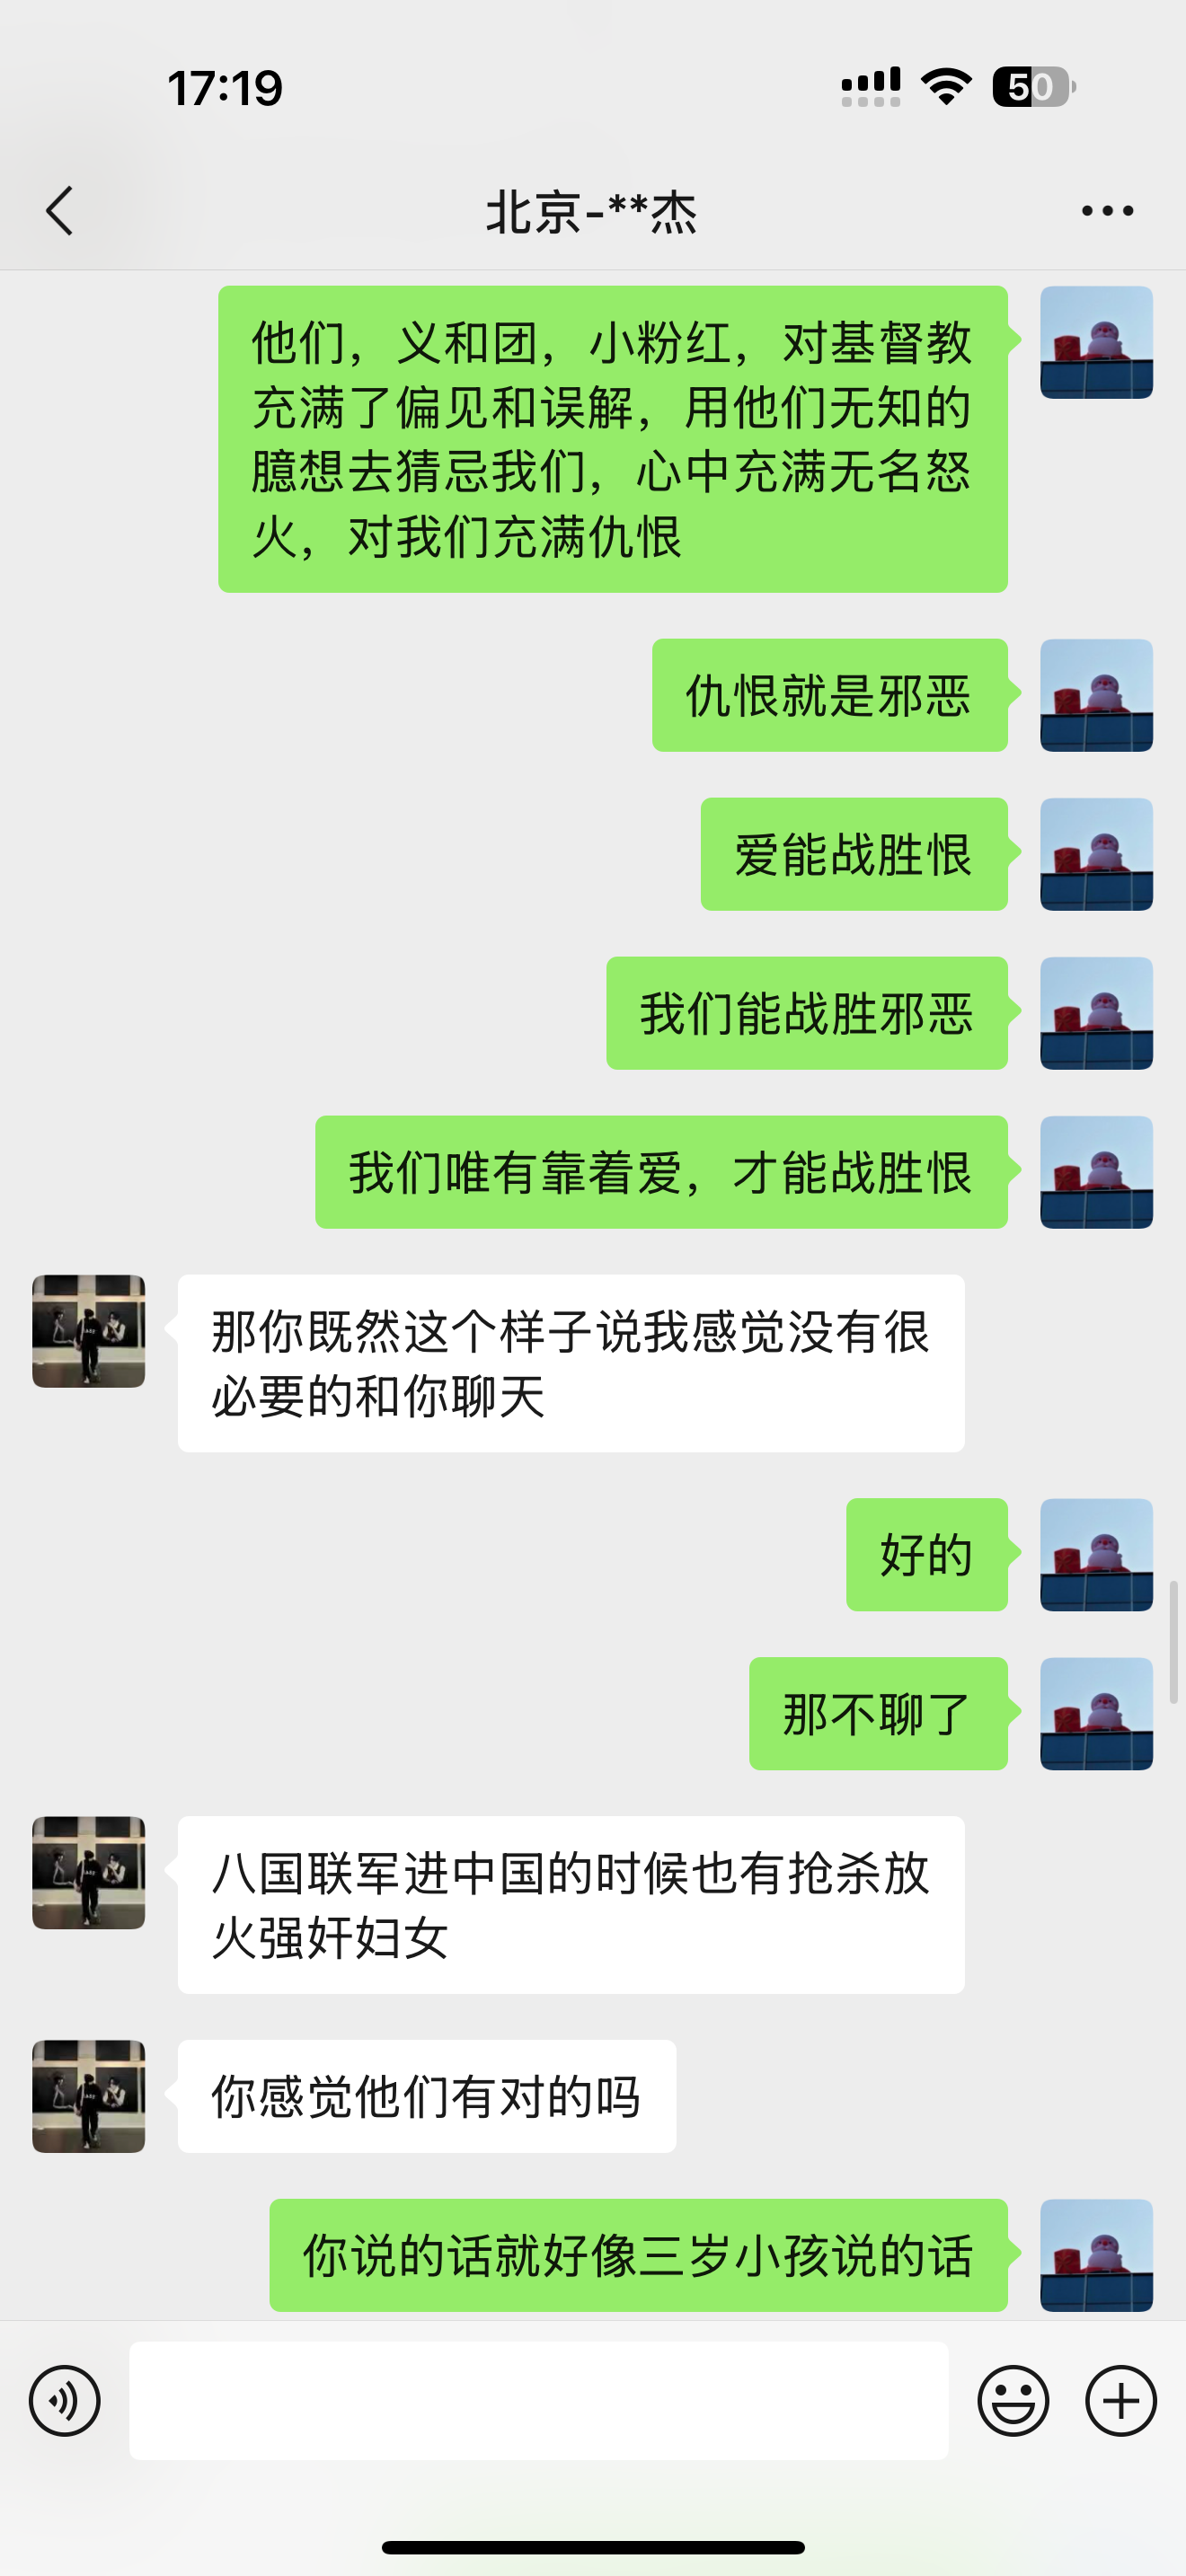 17:19
50
北京-**杰
他们，义和团，小粉红，对基督教
充满了偏见和误解，用他们无知的
臆想去猜忌我们，心中充满无名怒
火，对我们充满仇恨
仇恨就是邪恶
爱能战胜恨
我们能战胜邪恶
我们唯有靠着爱，才能战胜恨
那你既然这个样子说我感觉没有很
必要的和你聊天
好的
那不聊了
八国联军进中国的时候也有抢杀放
火强奸妇女
你感觉他们有对的吗
你说的话就好像三岁小孩说的话